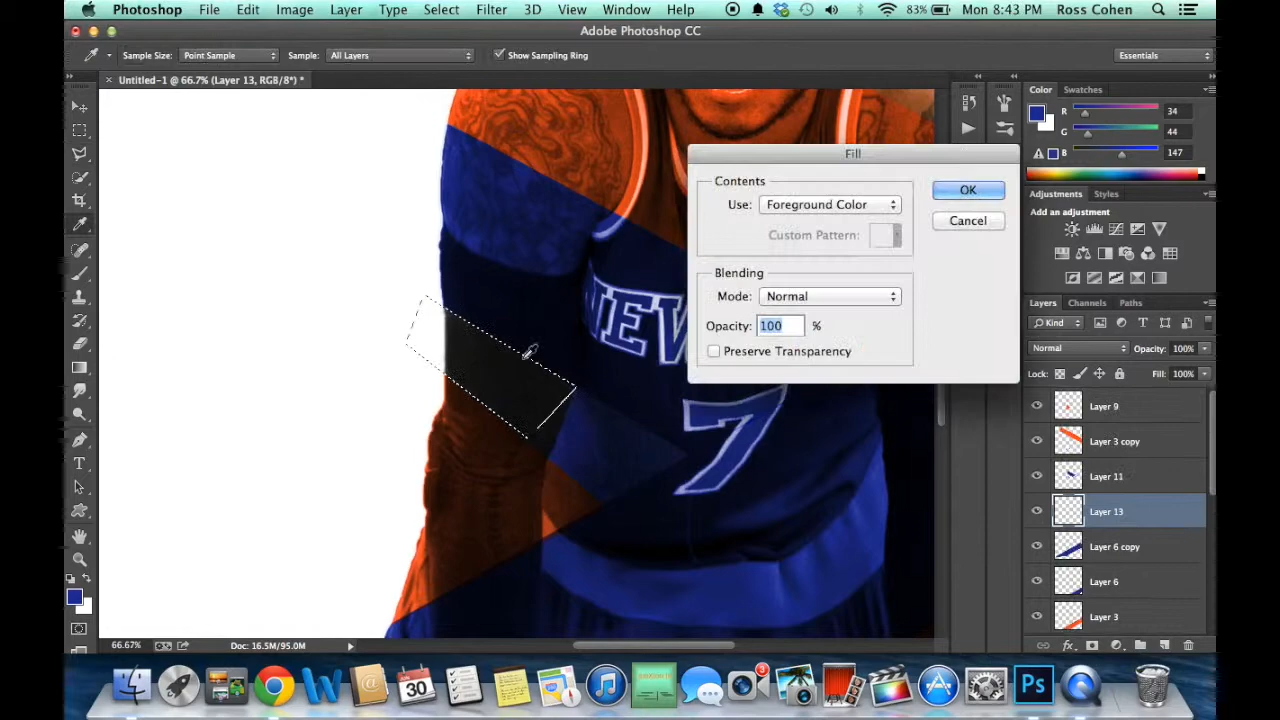 Photoshop File Edit Image Layer Type Select Filter 3D View Window Help 83% Mon 8:43 PM Ross Cohen
Adobe Photoshop CC
Sample Size: Point Sample Sample: All Layers Show Sampling Ring Essentials
× Untitled-1 @ 66.7% (Layer 13, RGB/8*) *
Color Swatches
R 34
G 44
B 147
Fill
Contents
Use: Foreground Color
Custom Pattern:
OK
Cancel
Blending
Mode: Normal
Opacity: 100 %
Preserve Transparency
Adjustments Styles
Add an adjustment
Layers Channels Paths
Kind
Normal Opacity: 100%
Lock: Fill: 100%
Layer 9
Layer 3 copy
Layer 11
Layer 13
Layer 6 copy
Layer 6
Layer 3
fx
NEW
7
66.67% Doc: 16.5M/95.0M
30
3
Ps